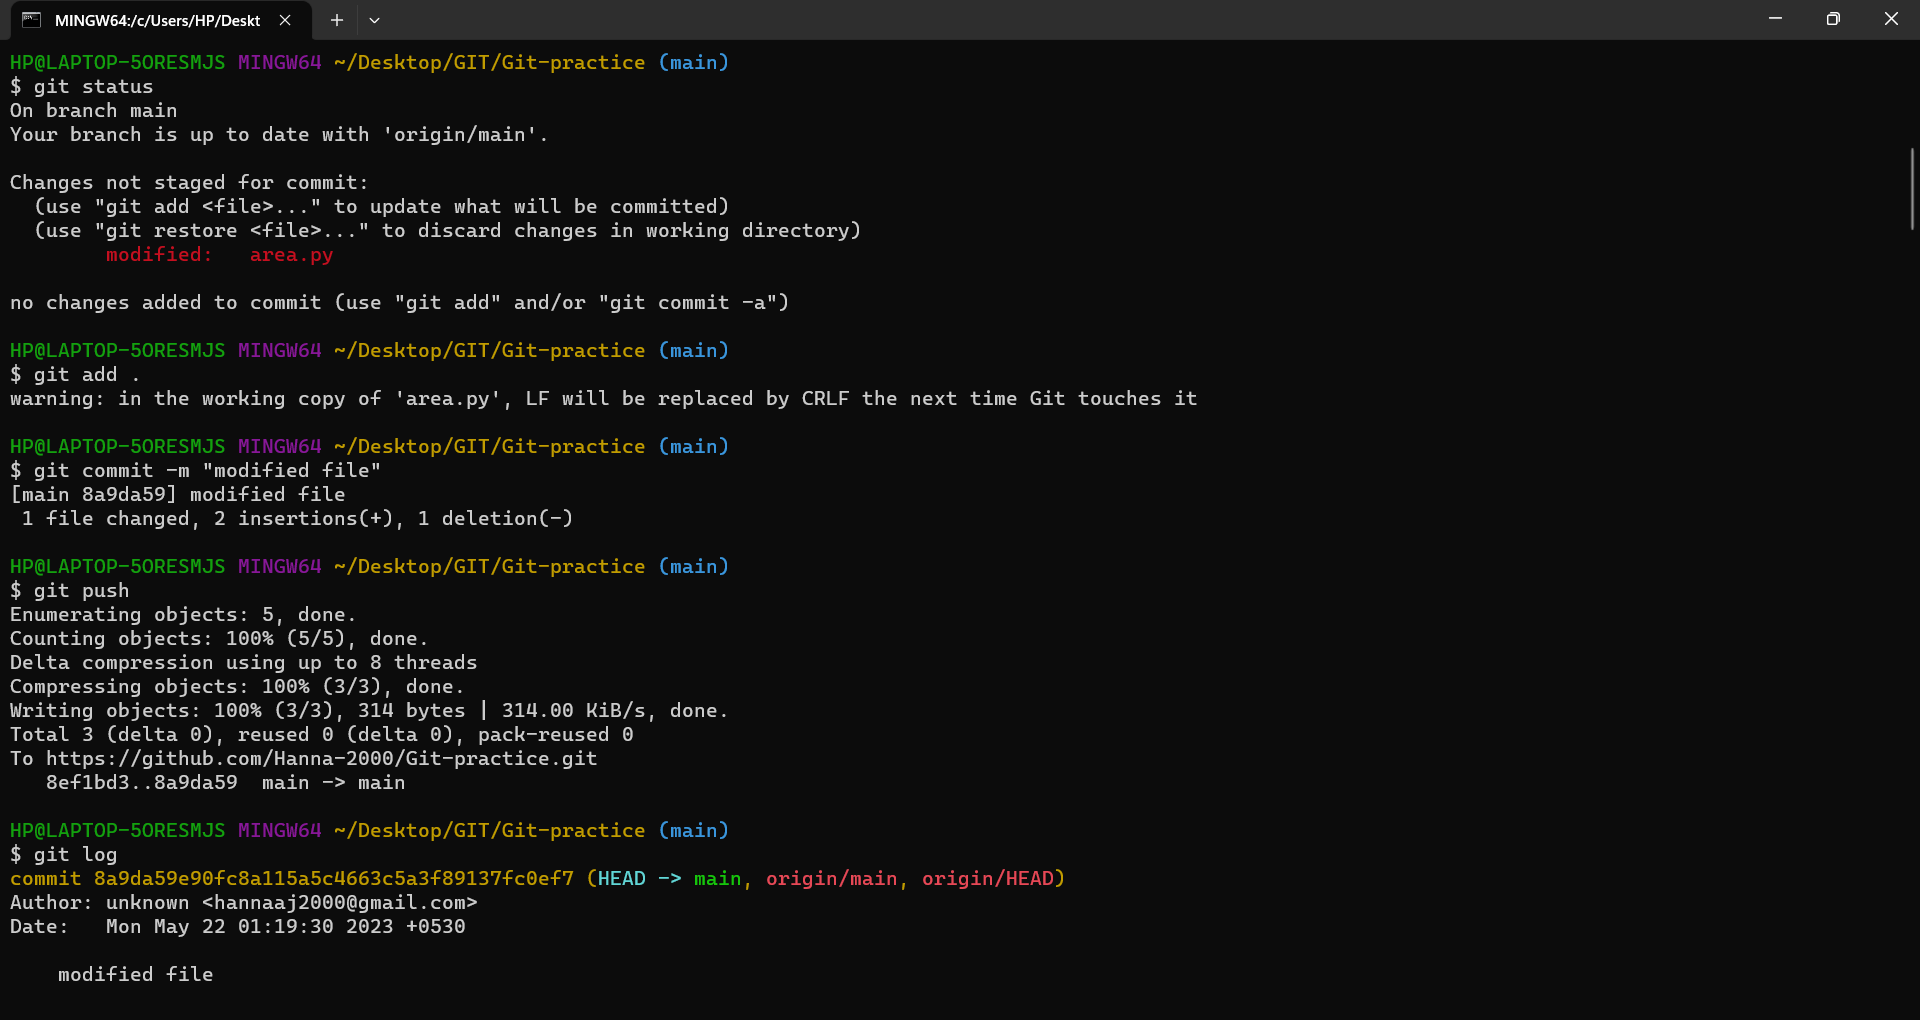 MINGW64:/c/Users/HP/Deskt
HP@LAPTOP-5ORESMJS MINGW64 ~/Desktop/GIT/Git-practice (main)
$ git status
On branch main
Your branch is up to date with 'origin/main'.
Changes not staged for commit:
  (use "git add <file>..." to update what will be committed)
  (use "git restore <file>..." to discard changes in working directory)
        modified:   area.py
no changes added to commit (use "git add" and/or "git commit -a")
HP@LAPTOP-5ORESMJS MINGW64 ~/Desktop/GIT/Git-practice (main)
$ git add .
warning: in the working copy of 'area.py', LF will be replaced by CRLF the next time Git touches it
HP@LAPTOP-5ORESMJS MINGW64 ~/Desktop/GIT/Git-practice (main)
$ git commit -m "modified file"
[main 8a9da59] modified file
 1 file changed, 2 insertions(+), 1 deletion(-)
HP@LAPTOP-5ORESMJS MINGW64 ~/Desktop/GIT/Git-practice (main)
$ git push
Enumerating objects: 5, done.
Counting objects: 100% (5/5), done.
Delta compression using up to 8 threads
Compressing objects: 100% (3/3), done.
Writing objects: 100% (3/3), 314 bytes | 314.00 KiB/s, done.
Total 3 (delta 0), reused 0 (delta 0), pack-reused 0
To https://github.com/Hanna-2000/Git-practice.git
   8ef1bd3..8a9da59  main -> main
HP@LAPTOP-5ORESMJS MINGW64 ~/Desktop/GIT/Git-practice (main)
$ git log
commit 8a9da59e90fc8a115a5c4663c5a3f89137fc0ef7 (HEAD -> main, origin/main, origin/HEAD)
Author: unknown <hannaaj2000@gmail.com>
Date:   Mon May 22 01:19:30 2023 +0530
    modified file